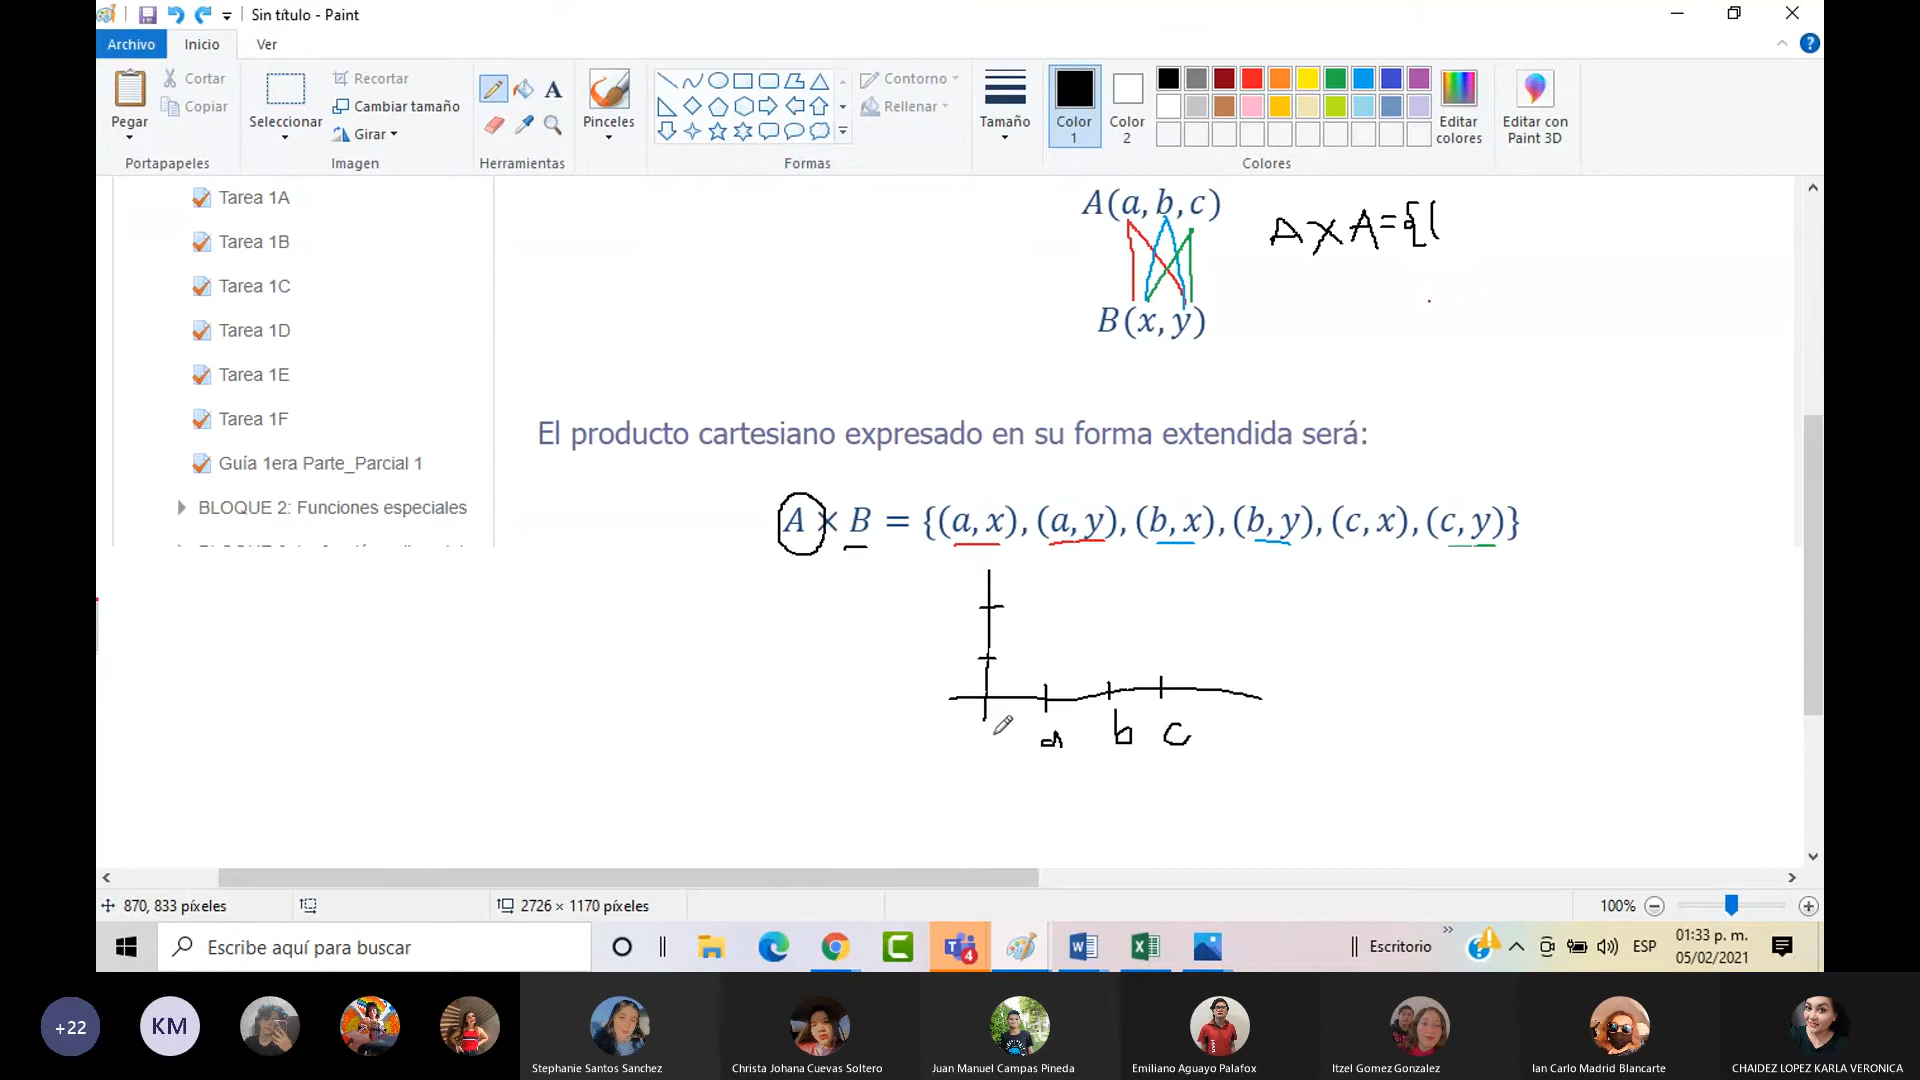 Sin título - Paint
Archivo Inicio Ver
Cortar
Copiar
Pegar
Portapapeles
Seleccionar
Recortar
Cambiar tamaño
Girar
Imagen
A
Herramientas
Pinceles
Contorno
Rellenar
Formas
Tamaño
Color 1
Color 2
Editar colores
Colores
Editar con Paint 3D
Tarea 1A
Tarea 1B
Tarea 1C
Tarea 1D
Tarea 1E
Tarea 1F
Guía 1era Parte_Parcial 1
BLOQUE 2: Funciones especiales
A(a, b, c)
A X A={(
B(x, y)
El producto cartesiano expresado en su forma extendida será:
A × B = {(a, x), (a, y), (b, x), (b, y), (c, x), (c, y)}
a b c
870, 833 píxeles
2726 × 1170 píxeles
100%
Escribe aquí para buscar
4
Escritorio
ESP
01:33 p. m.
05/02/2021
+22
KM
Stephanie Santos Sanchez
Christa Johana Cuevas Soltero
Juan Manuel Campas Pineda
Emiliano Aguayo Palafox
Itzel Gomez Gonzalez
Ian Carlo Madrid Blancarte
CHAIDEZ LOPEZ KARLA VERONICA